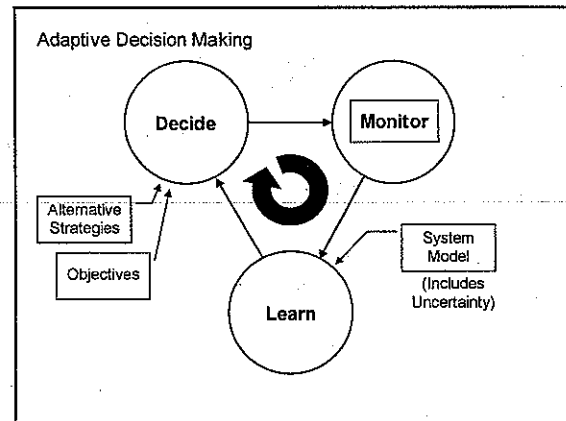 Adaptive Decision Making
Decide
Monitor
Alternative
Strategies
Objectives
System
Model
(Includes
Uncertainty)
Learn